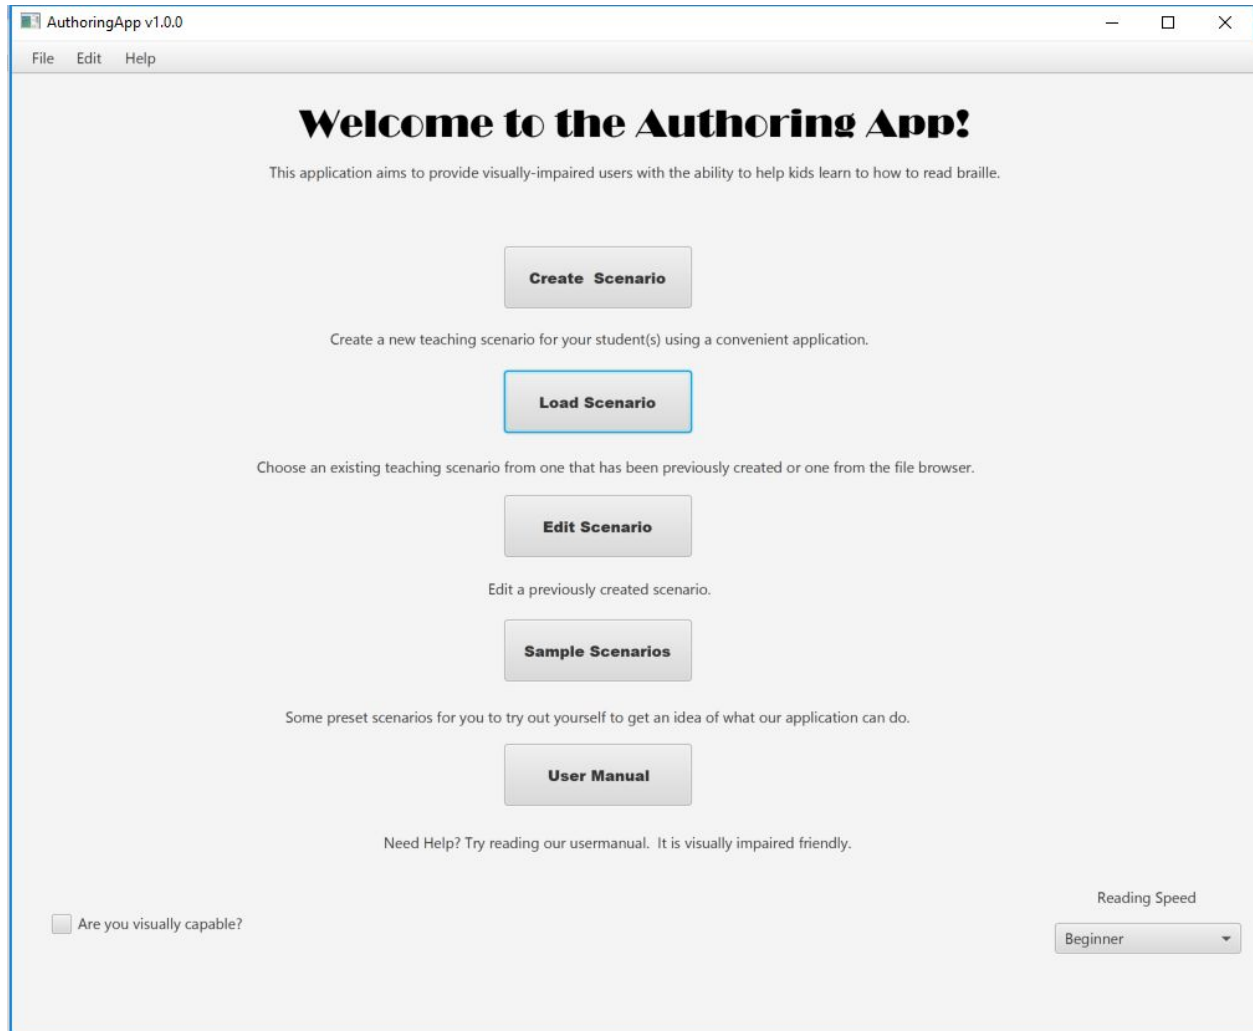 AuthoringApp v1.0.0
File Edit Help
Welcome to the Authoring App!
This application aims to provide visually-impaired users with the ability to help kids learn to how to read braille.
Create  Scenario
Create a new teaching scenario for your student(s) using a convenient application.
Load Scenario
Choose an existing teaching scenario from one that has been previously created or one from the file browser.
Edit Scenario
Edit a previously created scenario.
Sample Scenarios
Some preset scenarios for you to try out yourself to get an idea of what our application can do.
User Manual
Need Help? Try reading our usermanual.  It is visually impaired friendly.
Reading Speed
Are you visually capable?
Beginner